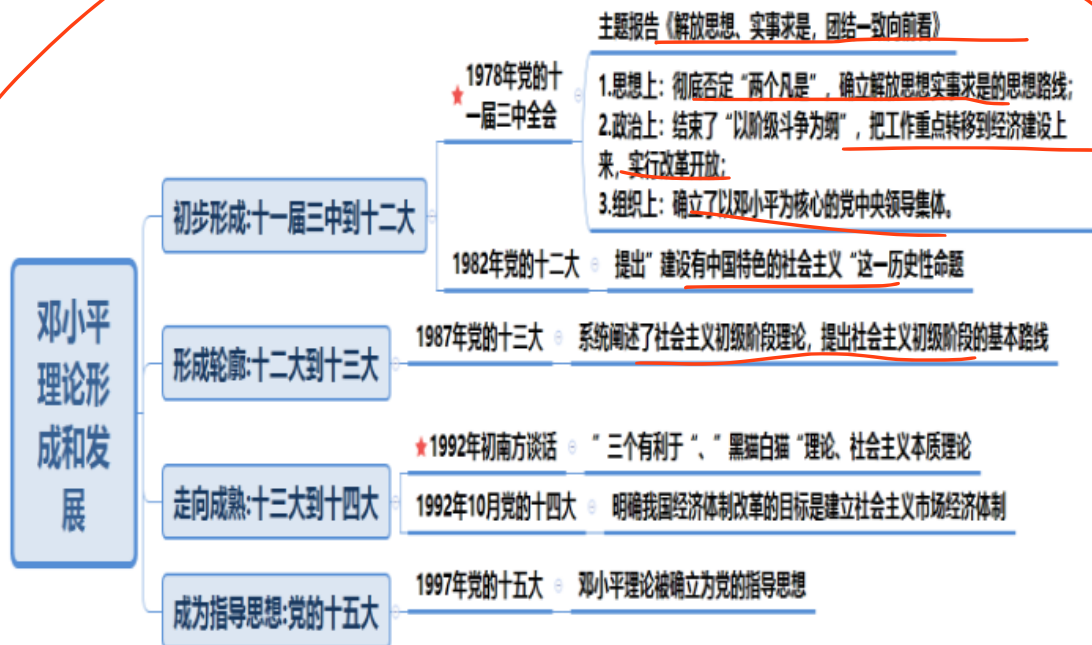 主题报告《解放思想、实事求是，团结一致向前看》
1978年党的十
一届三中全会
1.思想上：彻底否定“两个凡是”，确立解放思想实事求是的思想路线；
2.政治上：结束了“以阶级斗争为纲”，把工作重点转移到经济建设上
来，实行改革开放；
3.组织上：确立了以邓小平为核心的党中央领导集体。
初步形成:十一届三中到十二大
1982年党的十二大
提出”建设有中国特色的社会主义“这一历史性命题
邓小平
理论形
成和发
展
形成轮廓:十二大到十三大
1987年党的十三大
系统阐述了社会主义初级阶段理论，提出社会主义初级阶段的基本路线
走向成熟:十三大到十四大
1992年初南方谈话
”三个有利于“、”黑猫白猫“理论、社会主义本质理论
1992年10月党的十四大
明确我国经济体制改革的目标是建立社会主义市场经济体制
成为指导思想:党的十五大
1997年党的十五大
邓小平理论被确立为党的指导思想